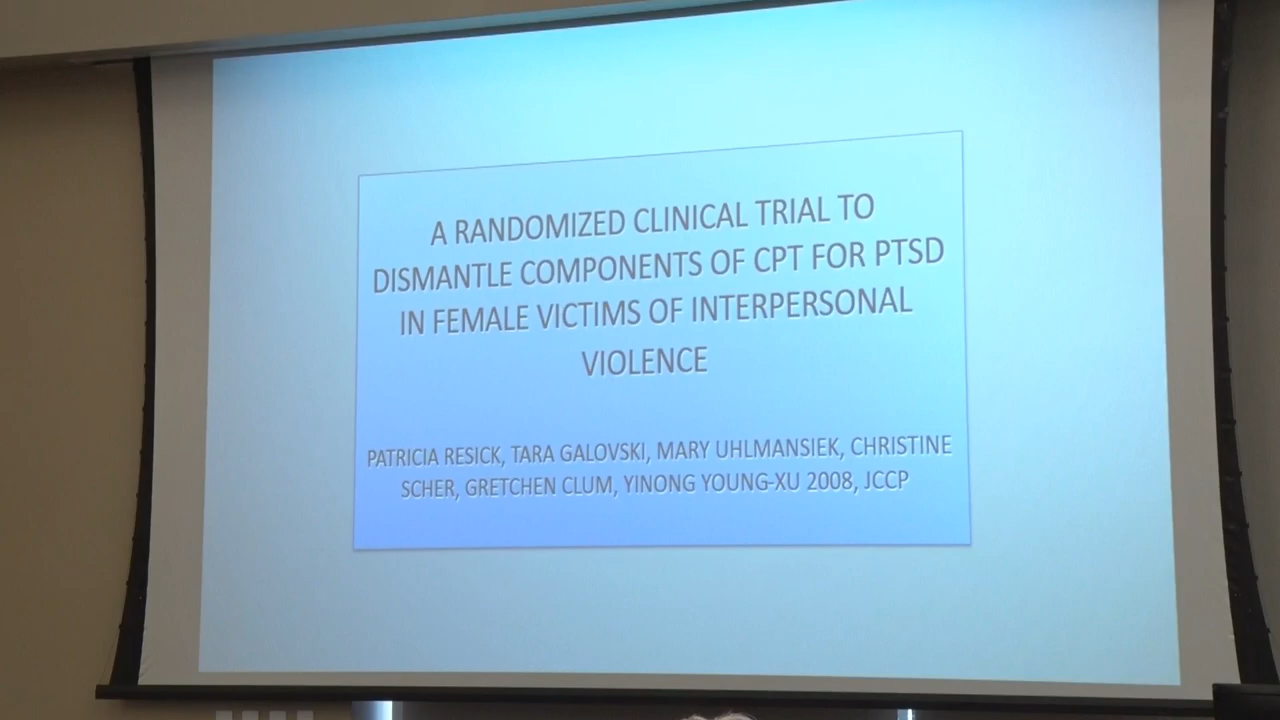 A RANDOMIZED CLINICAL TRIAL TO
DISMANTLE COMPONENTS OF CPT FOR PTSD
IN FEMALE VICTIMS OF INTERPERSONAL
VIOLENCE
PATRICIA RESICK, TARA GALOVSKI, MARY UHLMANSIEK, CHRISTINE
SCHER, GRETCHEN CLUM, YINONG YOUNG-XU 2008, JCCP